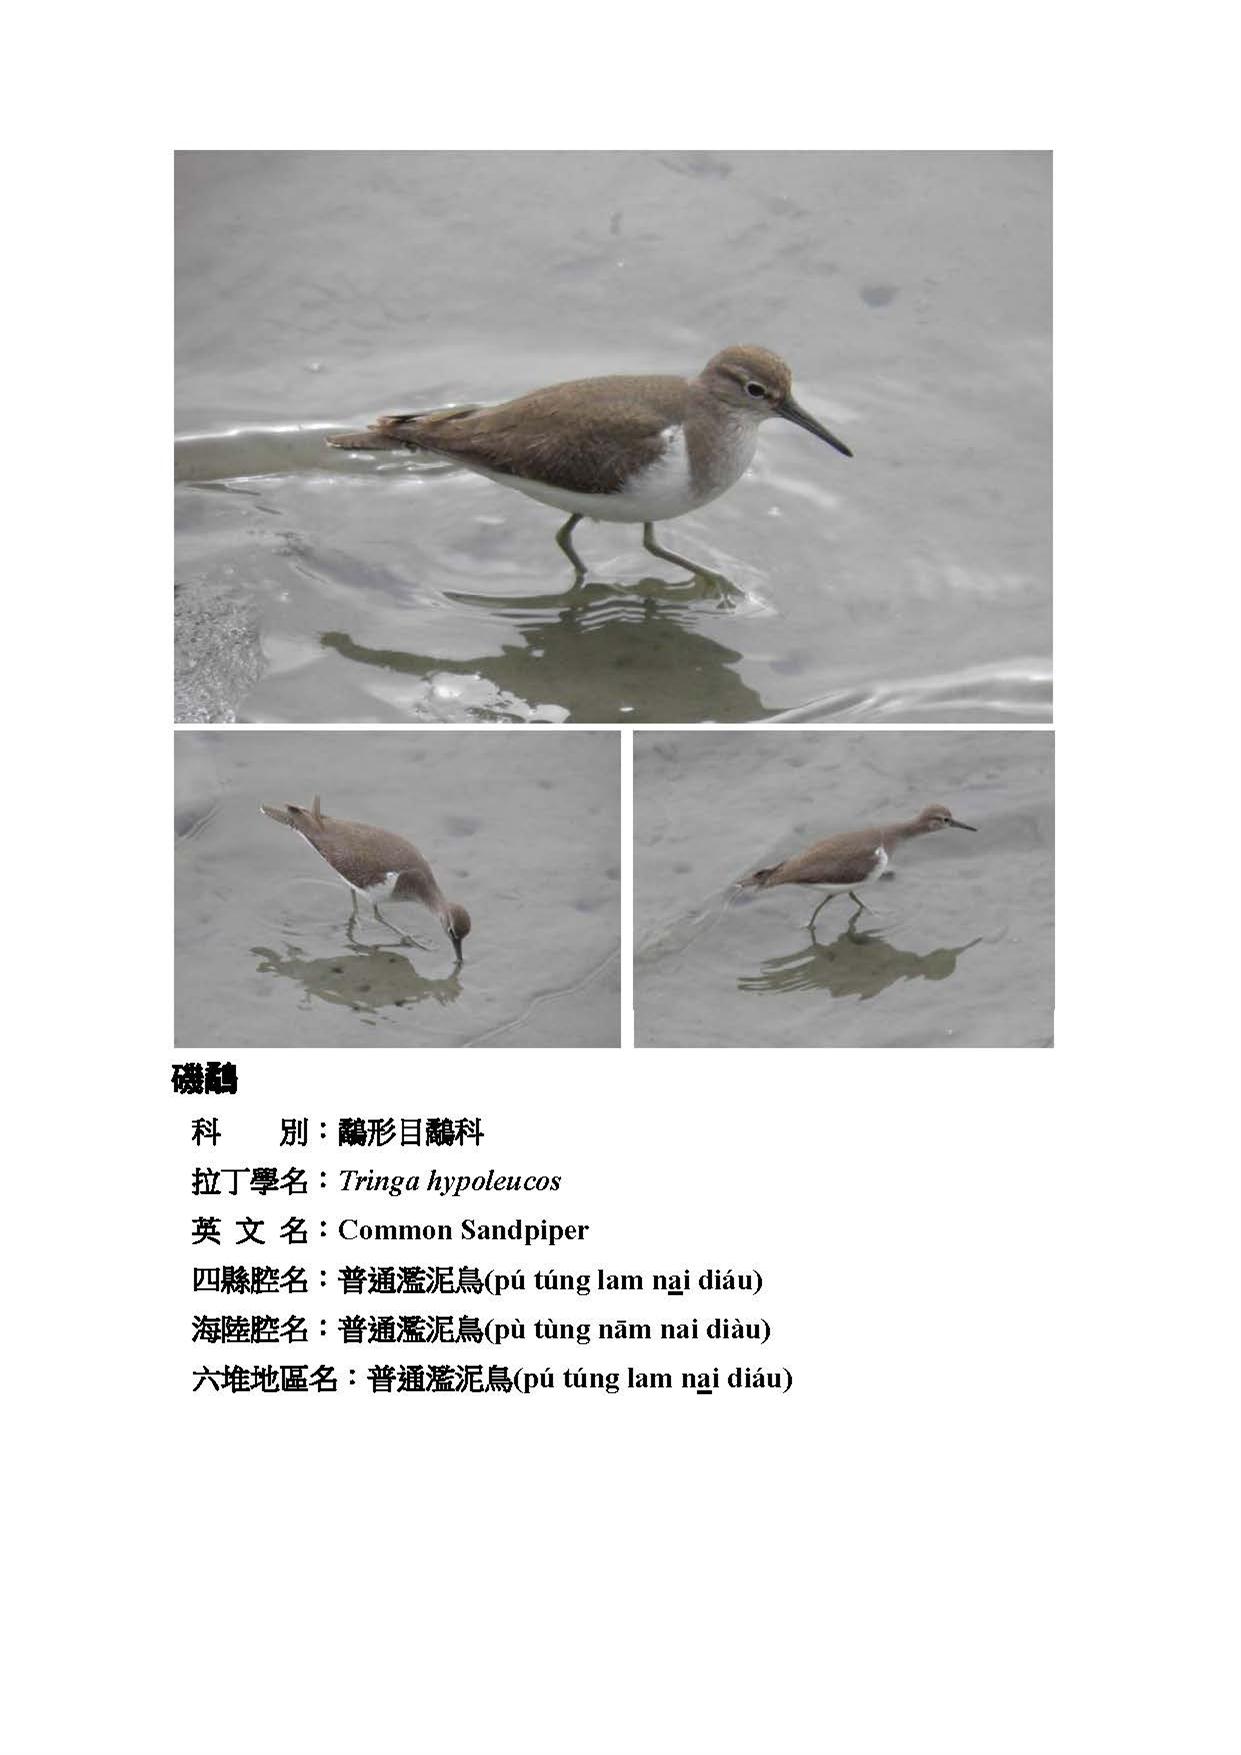 磯鷸
科　　別：鷸形目鷸科
拉丁學名：Tringa hypoleucos
英 文 名：Common Sandpiper
四縣腔名：普通濫泥鳥(pú túng lam na̲i diáu)
海陸腔名：普通濫泥鳥(pù tùng nām nai diàu)
六堆地區名：普通濫泥鳥(pú túng lam na̲i diáu)